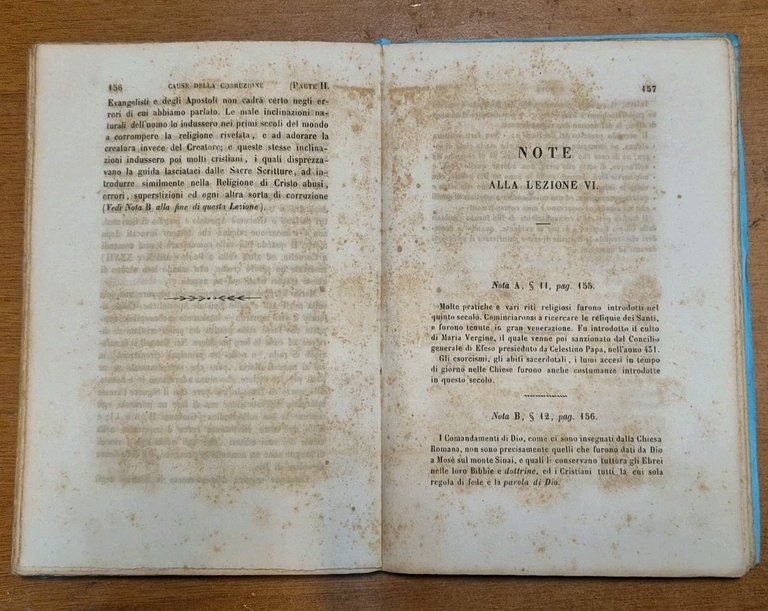 156 CAUSE DELLA CORRUZIONE (PARTE II.
Evangelisti e degli Apostoli non cadrà certo negli er-
rori di cui abbiamo parlato. Le male inclinazioni na-
turali dell'uomo lo indussero nei primi secoli del mondo
a corrompere la religione rivelata, e ad adorare la
creatura invece del Creatore; e queste stesse inclina-
zioni indussero poi molti cristiani, i quali disprezza-
vano la guida lasciataci dalle Sacre Scritture, ad in-
trodurre similmente nella Religione di Cristo abusi,
errori, superstizioni ed ogni altra sorta di corruzione
(Vedi Nota B alla fine di questa Lezione).
157
NOTE
ALLA LEZIONE VI.
Nota A, § 11, pag. 155.
Molte pratiche e vari riti religiosi furono introdotti nel
quinto secolo. Cominciaronsi a ricercare le reliquie dei Santi,
e furono tenute in gran venerazione. Fu introdotto il culto
di Maria Vergine, il quale venne poi sanzionato dal Concilio
generale di Efeso presieduto da Celestino Papa, nell'anno 431.
Gli esorcismi, gli abiti sacerdotali, i lumi accesi in tempo
di giorno nelle Chiese furono anche costumanze introdotte
in questo secolo.
Nota B, § 12, pag. 156.
I Comandamenti di Dio, come ci sono insegnati dalla Chiesa
Romana, non sono precisamente quelli che furono dati da Dio
a Mosè sul monte Sinai, e quali li conservano tuttora gli Ebrei
nelle loro Bibbie e dottrine, ed i Cristiani tutti la cui sola
regola di fede è la parola di Dio.